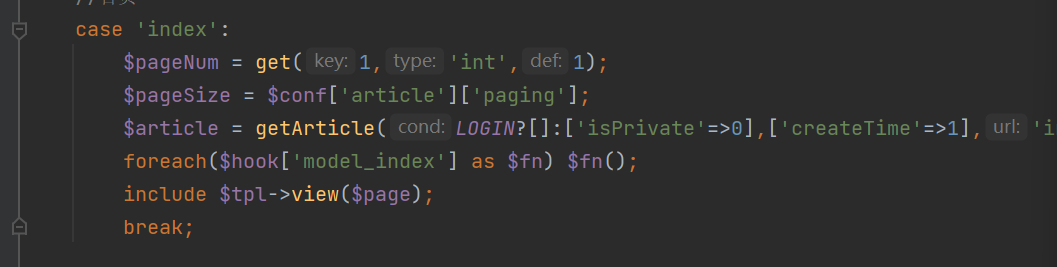 case 'index':
$pageNum = get( key: 1, type: 'int', def: 1);
$pageSize = $conf['article']['paging'];
$article = getArticle( cond: LOGIN?[]:['isPrivate'=>0],['createTime'=>1], url: 'i
foreach($hook['model_index'] as $fn) $fn();
include $tpl->view($page);
break;